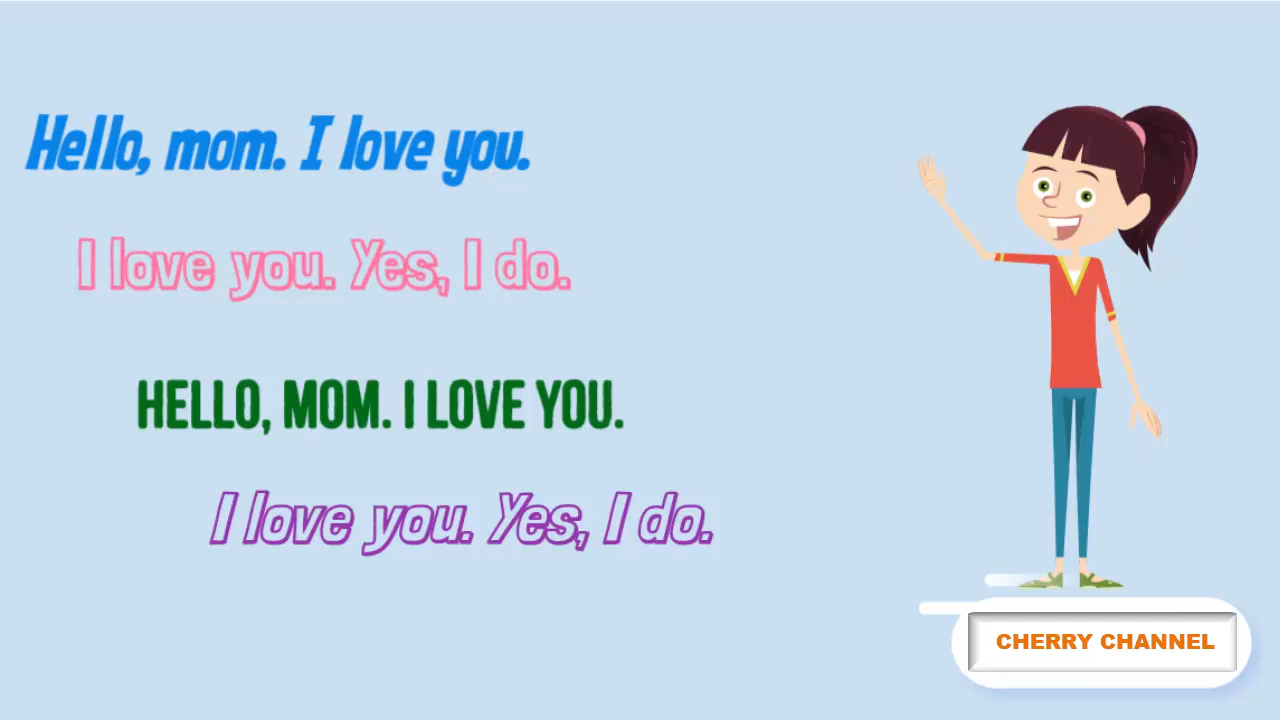 Hello, mom. I love you.
I love you. Yes, I do.
HELLO, MOM. I LOVE YOU.
I love you. Yes, I do.
CHERRY CHANNEL